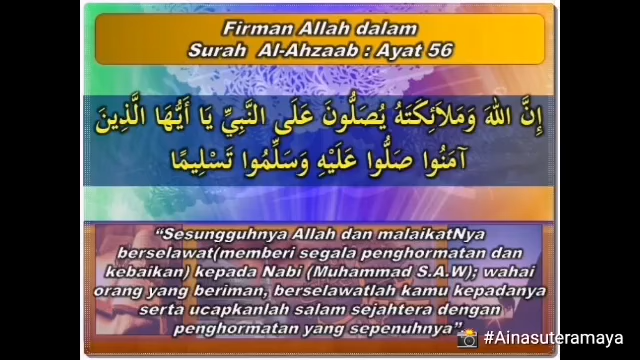 Firman Allah dalam
Surah Al-Ahzaab : Ayat 56
إِنَّ اللهَ وَمَلاَئِكَتَهُ يُصَلُّونَ عَلَى النَّبِيِّ يَا أَيُّهَا الَّذِينَ
آمَنُوا صَلُّوا عَلَيْهِ وَسَلِّمُوا تَسْلِيمًا
“Sesungguhnya Allah dan malaikatNya
berselawat(memberi segala penghormatan dan
kebaikan) kepada Nabi (Muhammad S.A.W); wahai
orang yang beriman, berselawatlah kamu kepadanya
serta ucapkanlah salam sejahtera dengan
penghormatan yang sepenuhnya”
📸 #Ainasuteramaya